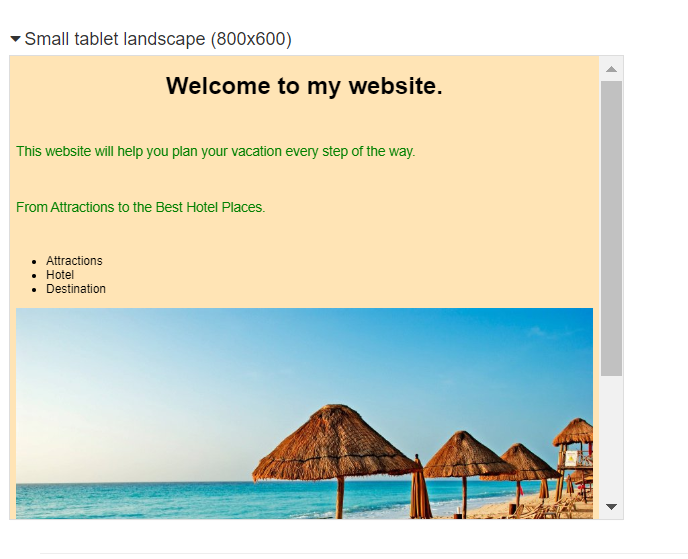 Small tablet landscape (800x600)
Welcome to my website.
This website will help you plan your vacation every step of the way.
From Attractions to the Best Hotel Places.
Attractions
Hotel
Destination